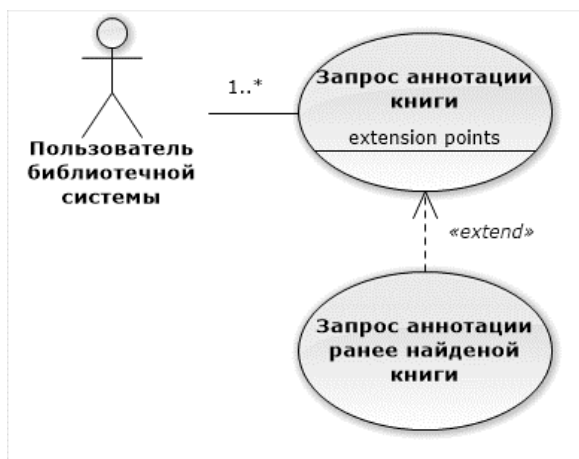 1..*
Запрос аннотации
книги
extension points
Пользователь
библиотечной
системы
«extend»
Запрос аннотации
ранее найденой
книги